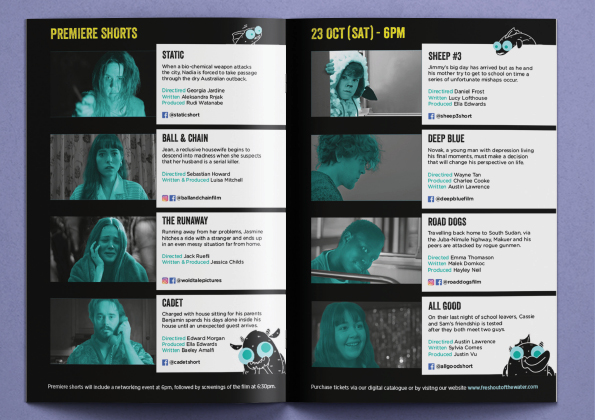 PREMIERE SHORTS
STATIC
When a bio-chemical weapon attacks
the city, Nadia is forced to take passage
through the dry Australian outback.
Directed Georgia Jardine
Written Aleksandra Rnjak
Produced Rudi Watanabe
@staticshort
BALL & CHAIN
Jean, a reclusive housewife begins to
descend into madness when she suspects
that her husband is a serial killer.
Directed Sebastian Howard
Written & Produced Luisa Mitchell
@ballandchainfilm
THE RUNAWAY
Running away from her problems, Jasmine
hitches a ride with a stranger and ends up
in an even messy situation far from home.
Directed Jack Ruefli
Written & Produced Jessica Childs
@woldtalepictures
CADET
Charged with house sitting for his parents
Benjamin spends his days alone inside his
house until an unexpected guest arrives.
Directed Edward Morgan
Produced Ella Edwards
Written Baxley Amalfi
@cadetshort
Premiere shorts will include a networking event at 6pm, followed by screenings of the film at 6:30pm.
23 OCT (SAT) - 6PM
SHEEP #3
Jimmy's big day has arrived but as he and
his mother try to get to school on time a
series of unfortunate mishaps occur.
Directed Daniel Frost
Written Lucy Lofthouse
Produced Ella Edwards
@sheep3short
DEEP BLUE
Novak, a young man with depression living
his final moments, must make a decision
that will change his perspective on life.
Directed Wayne Tan
Produced Charlee Cooke
Written Austin Lawrence
@deepbluefilm
ROAD DOGS
Travelling back home to South Sudan, via
the Juba-Nimule highway, Makuer and his
peers are attacked by rogue gunmen.
Directed Emma Thomason
Written Malek Domkoc
Produced Hayley Neil
@roaddogsfilm
ALL GOOD
On their last night of school leavers, Cassie
and Sam's friendship is tested
after they both meet two guys.
Directed Austin Lawrence
Written Sylvia Comes
Produced Justin Vu
@allgoodshort
Purchase tickets via our digital catalogue or by visiting our website www.freshoutofthewater.com